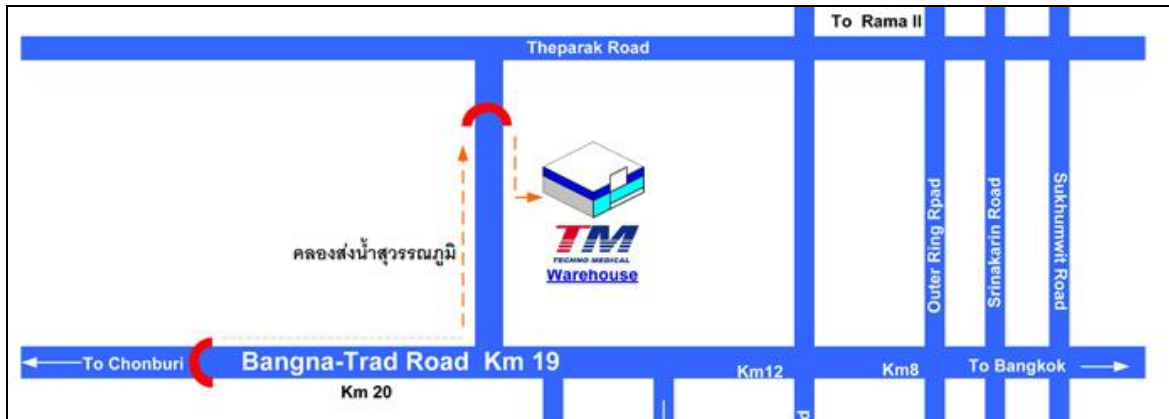 To Rama II
Theparak Road
คลองส่งน้ำสุวรรณภูมิ
TM
TECHNO MEDICAL
Warehouse
Outer Ring Rpad
Srinakarin Road
Sukhumwit Road
To Chonburi
Bangna-Trad Road Km 19
Km12
Km8
To Bangkok
Km 20